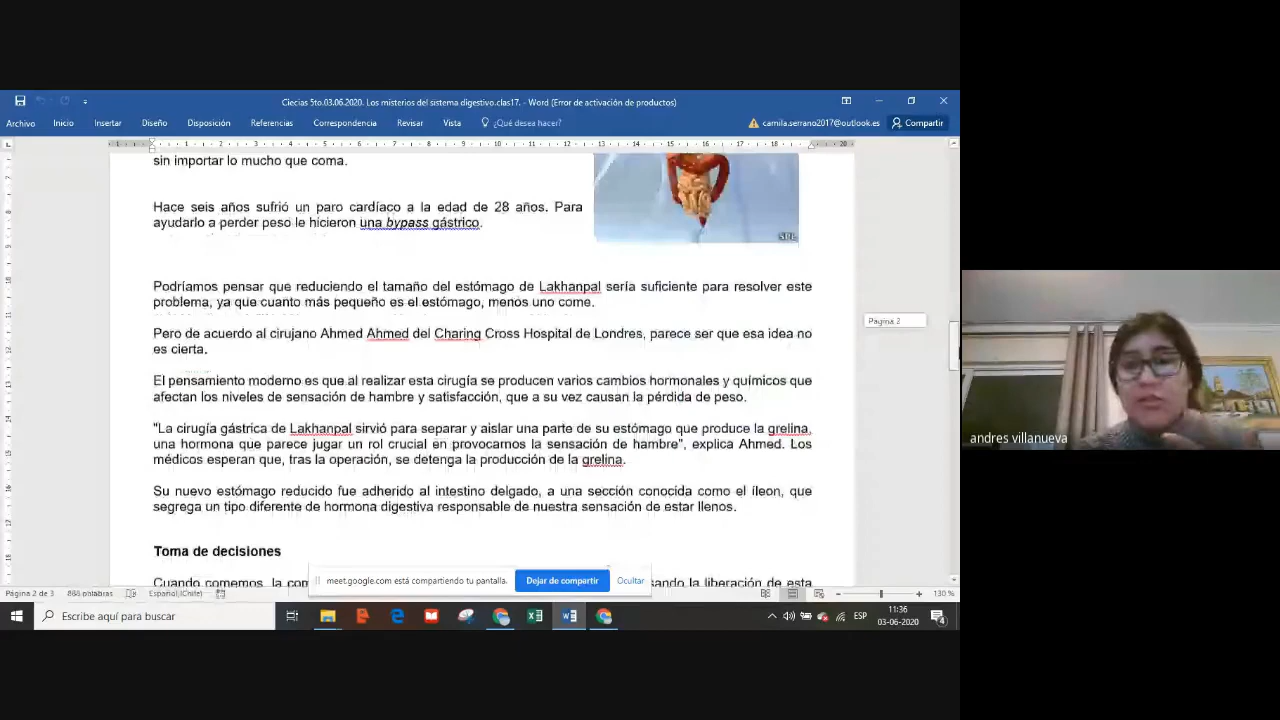 Ciecias 5to.03.06.2020. Los misterios del sistema digestivo.clas17. - Word (Error de activación de productos)
Archivo Inicio Insertar Diseño Disposición Referencias Correspondencia Revisar Vista ¿Qué desea hacer? camila.serrano2017@outlook.es Compartir
sin importar lo mucho que coma.
Hace seis años sufrió un paro cardíaco a la edad de 28 años. Para
ayudarlo a perder peso le hicieron una bypass gástrico.
SPL
Podríamos pensar que reduciendo el tamaño del estómago de Lakhanpal sería suficiente para resolver este
problema, ya que cuanto más pequeño es el estómago, menos uno come.
Página 2
Pero de acuerdo al cirujano Ahmed Ahmed del Charing Cross Hospital de Londres, parece ser que esa idea no
es cierta.
El pensamiento moderno es que al realizar esta cirugía se producen varios cambios hormonales y químicos que
afectan los niveles de sensación de hambre y satisfacción, que a su vez causan la pérdida de peso.
"La cirugía gástrica de Lakhanpal sirvió para separar y aislar una parte de su estómago que produce la grelina,
una hormona que parece jugar un rol crucial en provocarnos la sensación de hambre", explica Ahmed. Los
médicos esperan que, tras la operación, se detenga la producción de la grelina.
Su nuevo estómago reducido fue adherido al intestino delgado, a una sección conocida como el íleon, que
segrega un tipo diferente de hormona digestiva responsable de nuestra sensación de estar llenos.
Toma de decisiones
Cuando comemos, la com
sando la liberación de esta
meet.google.com está compartiendo tu pantalla. Dejar de compartir Ocultar
Página 2 de 3 Español (Chile) 130 %
Escribe aquí para buscar
ESP
11:36
03-06-2020
4
andres villanueva